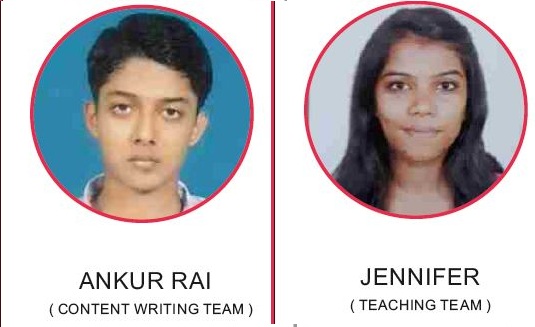 ANKUR RAI
( CONTENT WRITING TEAM )
JENNIFER
( TEACHING TEAM )